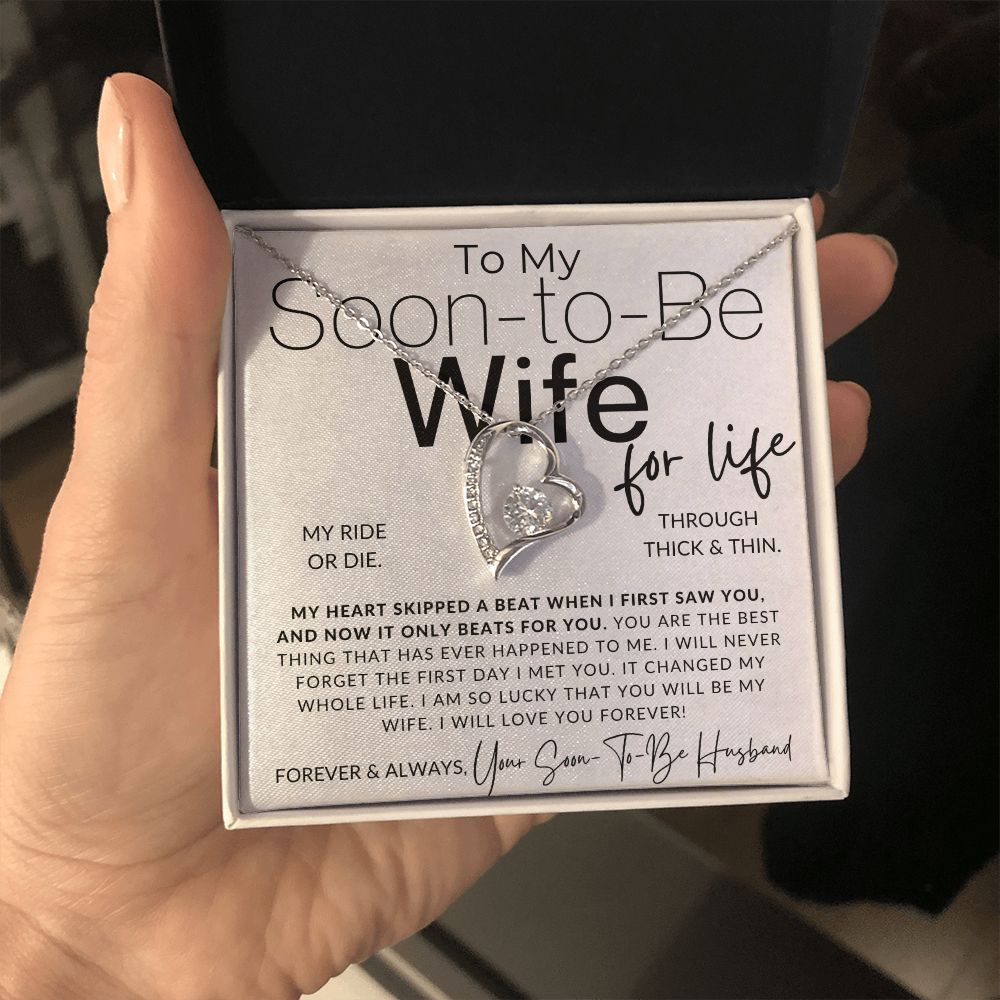 To My
Soon-to-Be
Wife
for life
MY RIDE
OR DIE.
THROUGH
THICK & THIN.
MY HEART SKIPPED A BEAT WHEN I FIRST SAW YOU,
AND NOW IT ONLY BEATS FOR YOU. YOU ARE THE BEST
THING THAT HAS EVER HAPPENED TO ME. I WILL NEVER
FORGET THE FIRST DAY I MET YOU. IT CHANGED MY
WHOLE LIFE. I AM SO LUCKY THAT YOU WILL BE MY
WIFE. I WILL LOVE YOU FOREVER!
FOREVER & ALWAYS, Your Soon-To-Be Husband